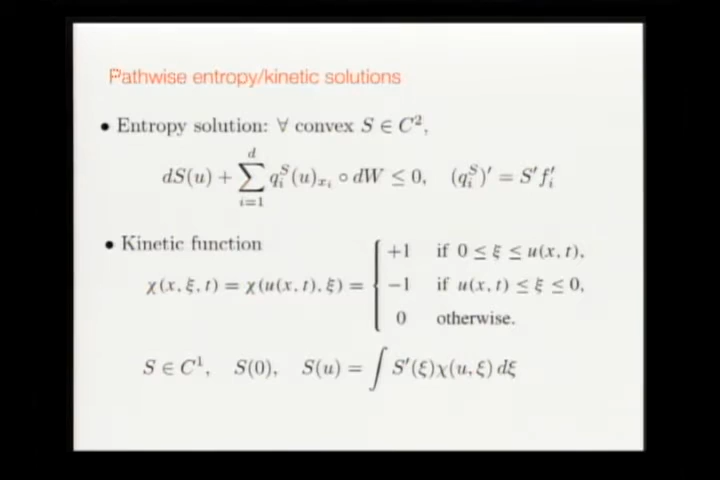 Pathwise entropy/kinetic solutions
• Entropy solution: ∀ convex S ∈ C²,
dS(u) + ∑_{i=1}^{d} q_i^S(u)_{x_i} ∘ dW ≤ 0, (q_i^S)′ = S′f_i′
• Kinetic function
χ(x, ξ, t) = χ(u(x, t), ξ) = { +1 if 0 ≤ ξ ≤ u(x, t),
−1 if u(x, t) ≤ ξ ≤ 0,
0 otherwise.
S ∈ C¹, S(0), S(u) = ∫ S′(ξ)χ(u, ξ) dξ